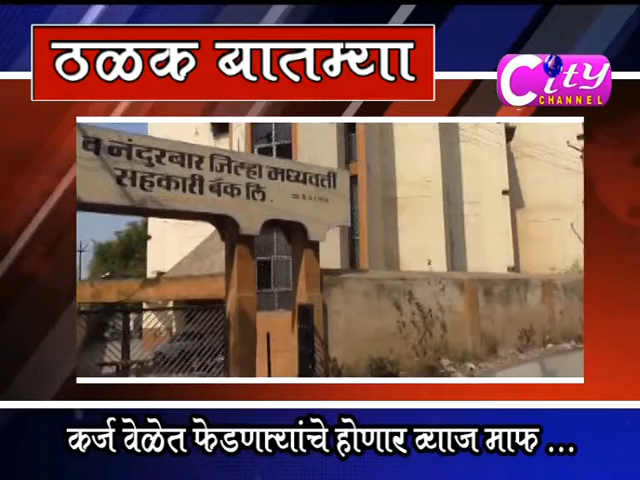 ठळक बातम्या
City
CHANNEL
व नंदुरबार जिल्हा मध्यवर्ती
सहकारी बँक लि.
कर्ज वेळेत फेडणाऱ्यांचे होणार व्याज माफ ...